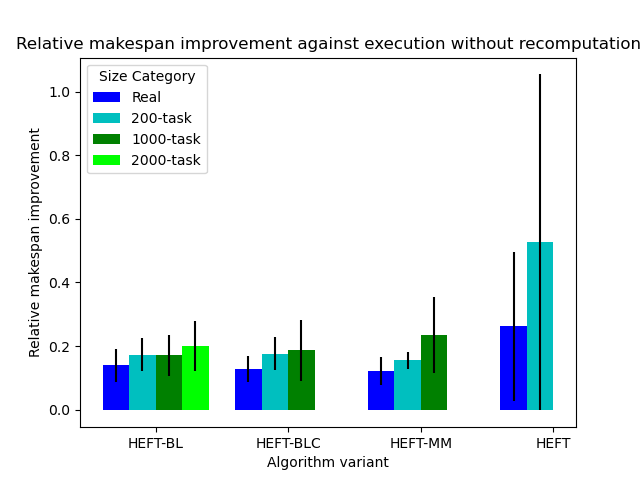 Relative makespan improvement against execution without recomputation
Size Category
Real
200-task
1000-task
2000-task
Relative makespan improvement
1.0
0.8
0.6
0.4
0.2
0.0
HEFT-BL HEFT-BLC HEFT-MM HEFT
Algorithm variant